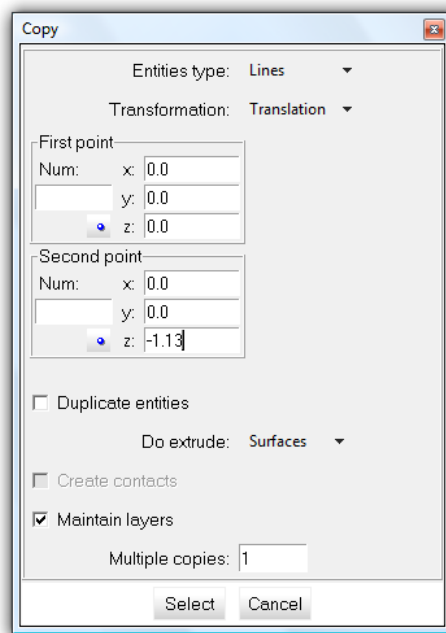 Copy
Entities type: Lines
Transformation: Translation
First point
Num: x: 0.0
y: 0.0
z: 0.0
Second point
Num: x: 0.0
y: 0.0
z: -1.13
Duplicate entities
Do extrude: Surfaces
Create contacts
Maintain layers
Multiple copies: 1
Select Cancel